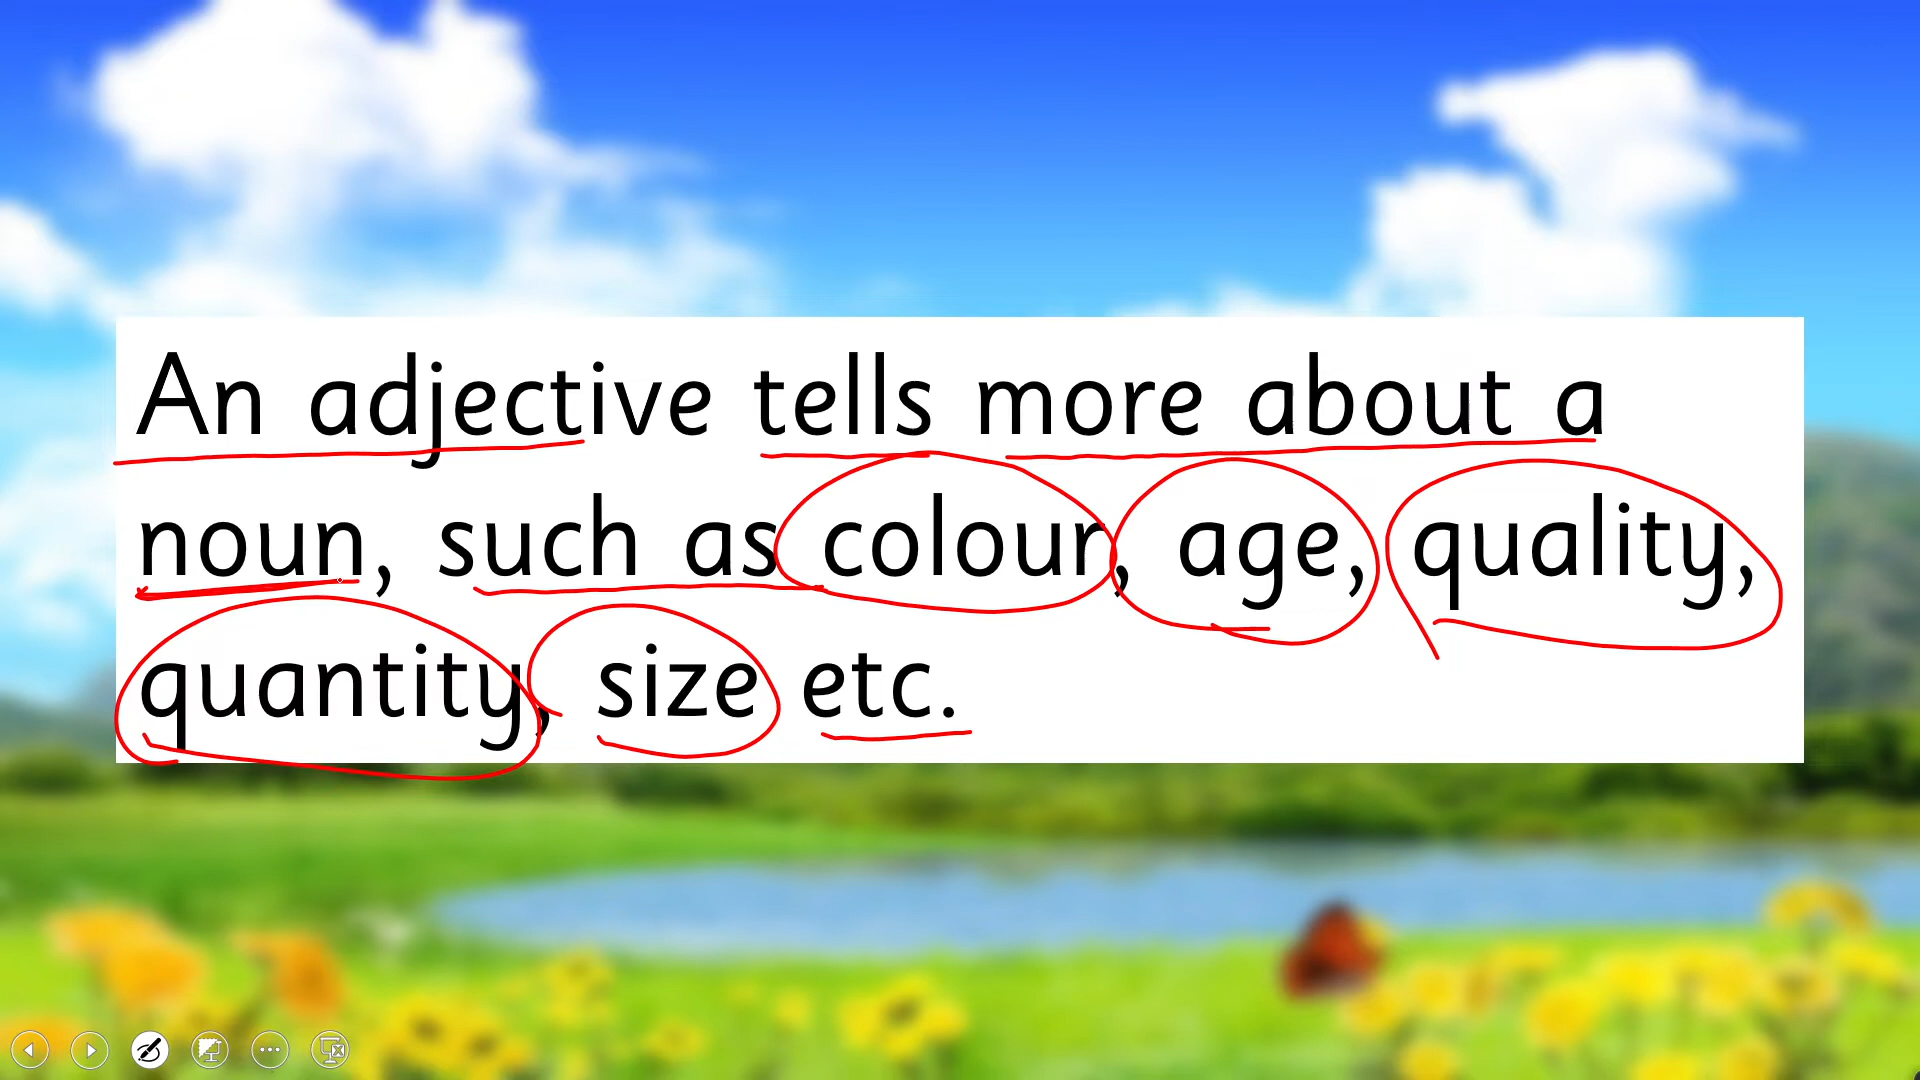 An adjective tells more about a
noun, such as colour, age, quality,
quantity, size etc.